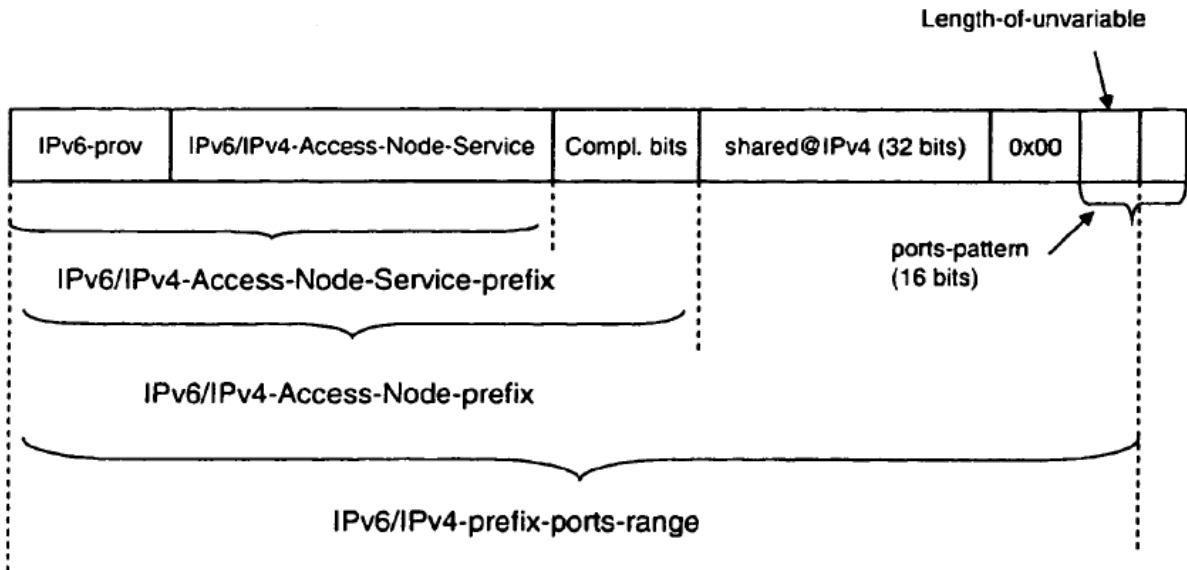 Length-of-unvariable
IPv6-prov IPv6/IPv4-Access-Node-Service Compl. bits shared@IPv4 (32 bits) 0x00
ports-pattern
(16 bits)
IPv6/IPv4-Access-Node-Service-prefix
IPv6/IPv4-Access-Node-prefix
IPv6/IPv4-prefix-ports-range